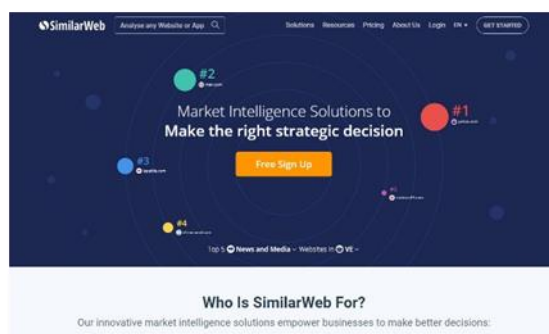 SimilarWeb
Analyse any Website or App
Solutions Resources Pricing About Us Login EN GET STARTED
#2
Market Intelligence Solutions to
Make the right strategic decision
#1
#3
Free Sign Up
#4
Top 5 News and Media Websites in VE
Who Is SimilarWeb For?
Our innovative market intelligence solutions empower businesses to make better decisions: